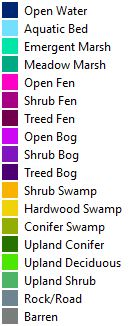 Open Water
Aquatic Bed
Emergent Marsh
Meadow Marsh
Open Fen
Shrub Fen
Treed Fen
Open Bog
Shrub Bog
Treed Bog
Shrub Swamp
Hardwood Swamp
Conifer Swamp
Upland Conifer
Upland Deciduous
Upland Shrub
Rock/Road
Barren